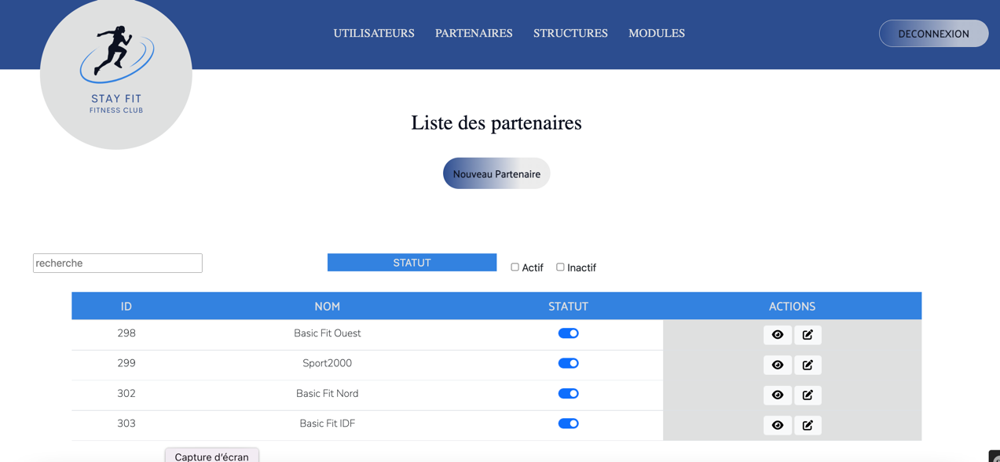 UTILISATEURS PARTENAIRES STRUCTURES MODULES
DECONNEXION
STAY FIT
FITNESS CLUB
Liste des partenaires
Nouveau Partenaire
recherche
STATUT
Actif Inactif
ID NOM STATUT ACTIONS
298 Basic Fit Ouest
299 Sport2000
302 Basic Fit Nord
303 Basic Fit IDF
Capture d'écran